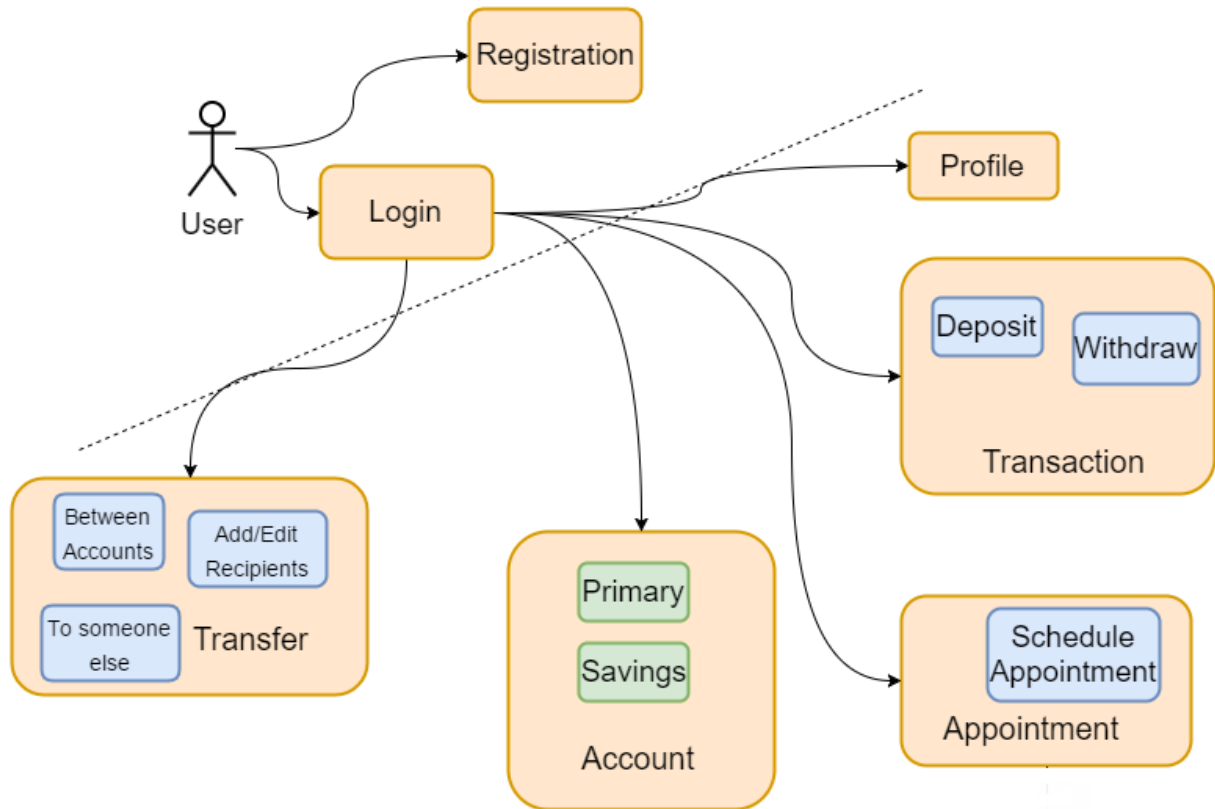 Registration
User
Login
Profile
Deposit
Withdraw
Transaction
Between
Accounts
Add/Edit
Recipients
To someone
else
Transfer
Primary
Savings
Account
Schedule
Appointment
Appointment